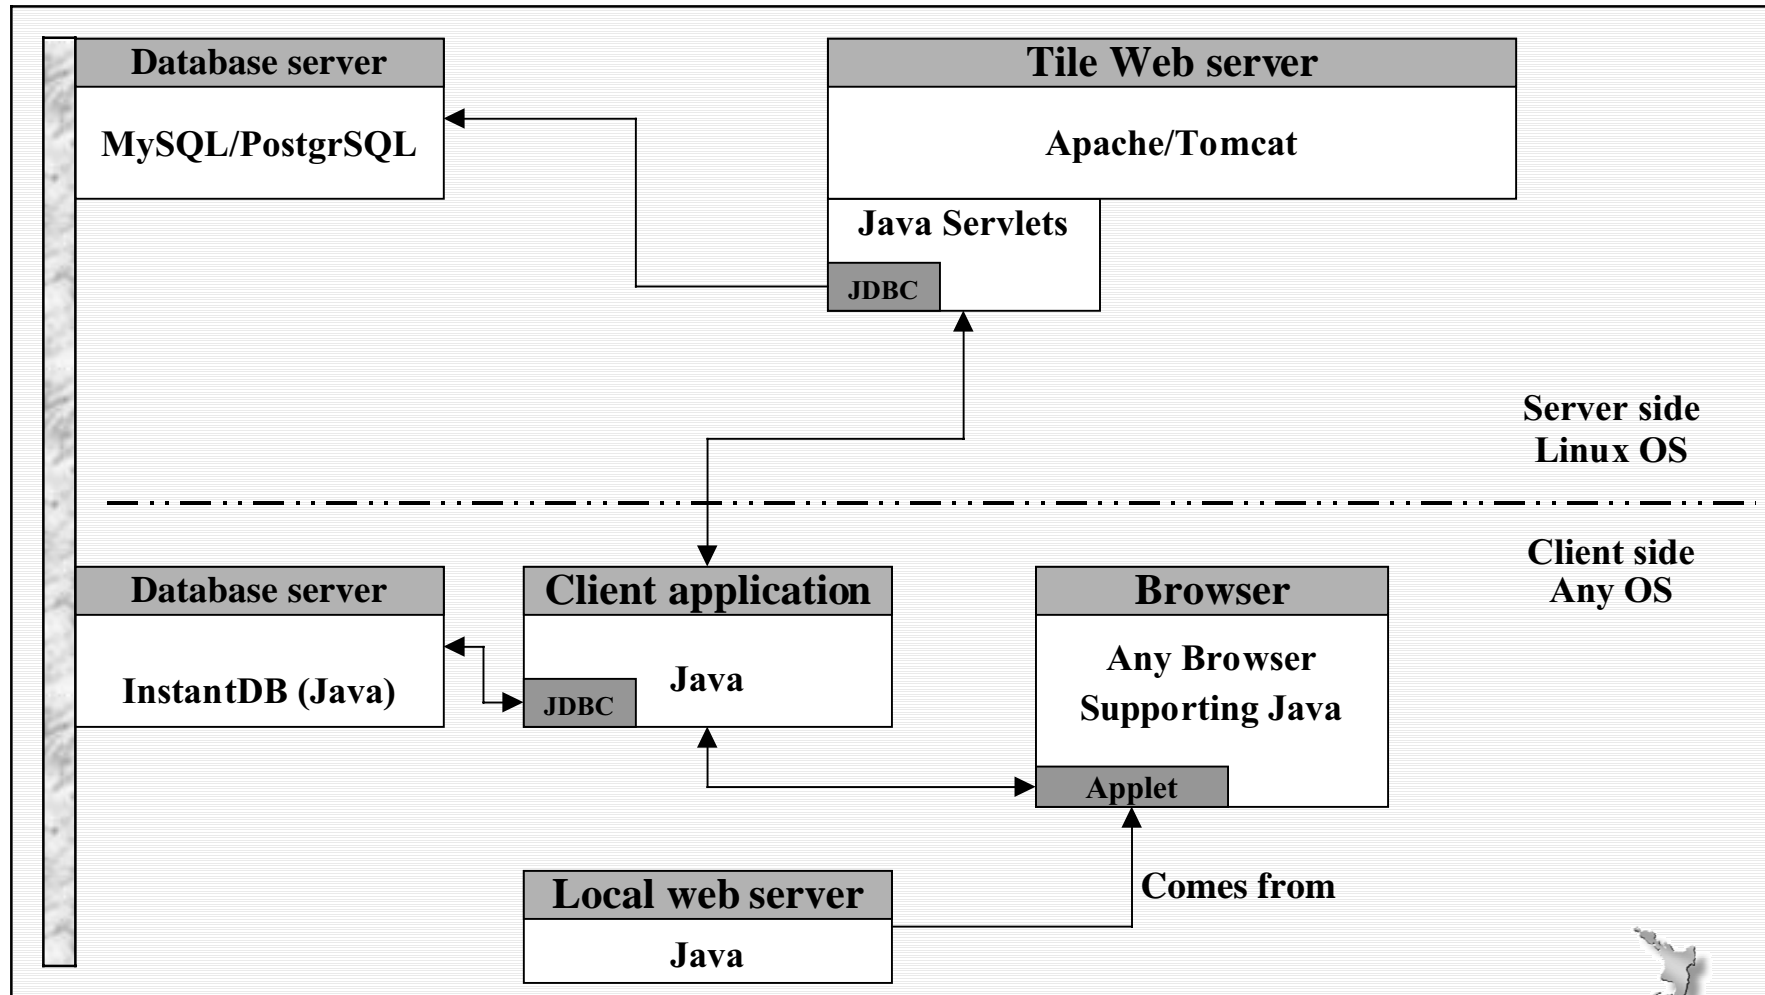 Database server
MySQL/PostgrSQL
Tile Web server
Apache/Tomcat
Java Servlets
JDBC
Server side
Linux OS
Client side
Any OS
Database server
InstantDB (Java)
Client application
Java
JDBC
Browser
Any Browser
Supporting Java
Applet
Comes from
Local web server
Java